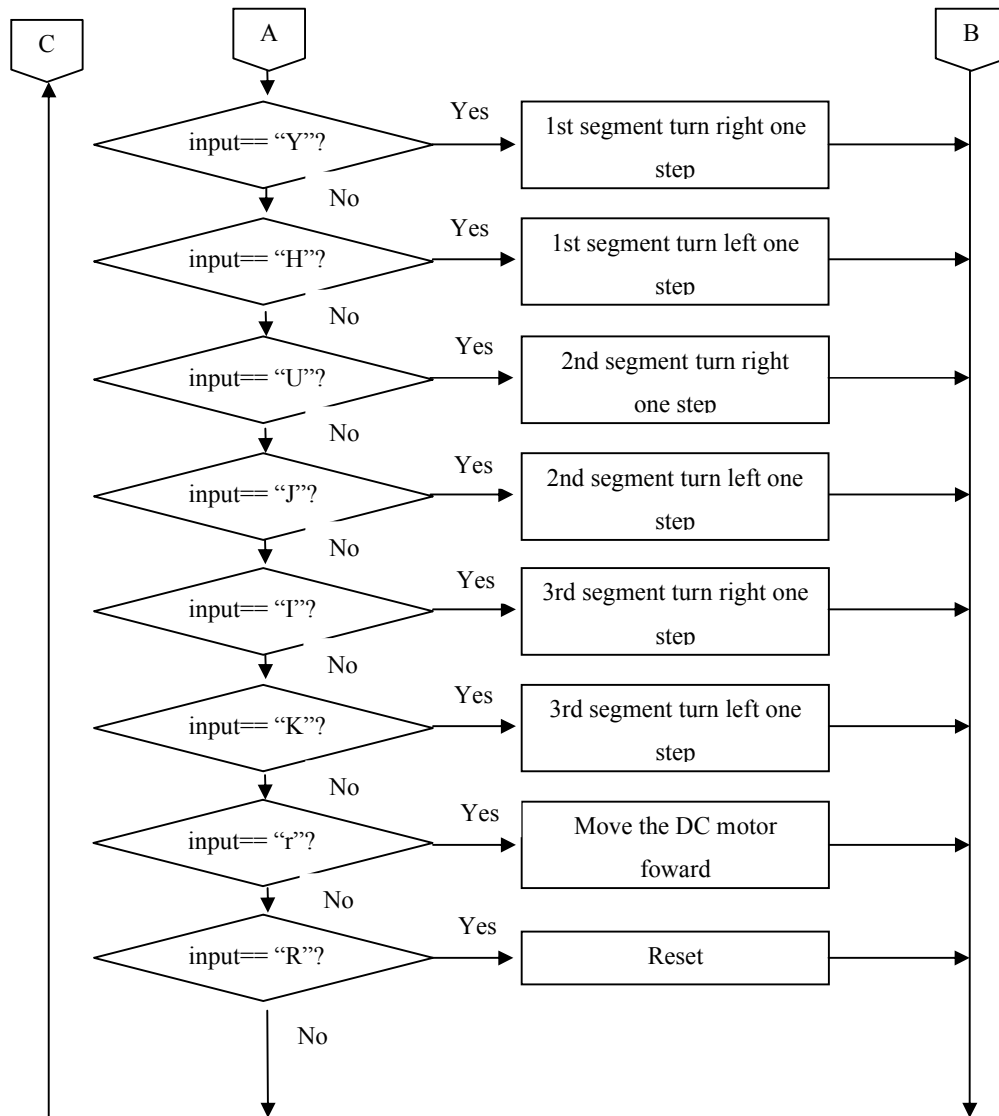 C
A
B
input== “Y”?
Yes
1st segment turn right one
step
No
input== “H”?
Yes
1st segment turn left one
step
No
input== “U”?
Yes
2nd segment turn right
one step
No
input== “J”?
Yes
2nd segment turn left one
step
No
input== “I”?
Yes
3rd segment turn right one
step
No
input== “K”?
Yes
3rd segment turn left one
step
No
input== “r”?
Yes
Move the DC motor
foward
No
input== “R”?
Yes
Reset
No